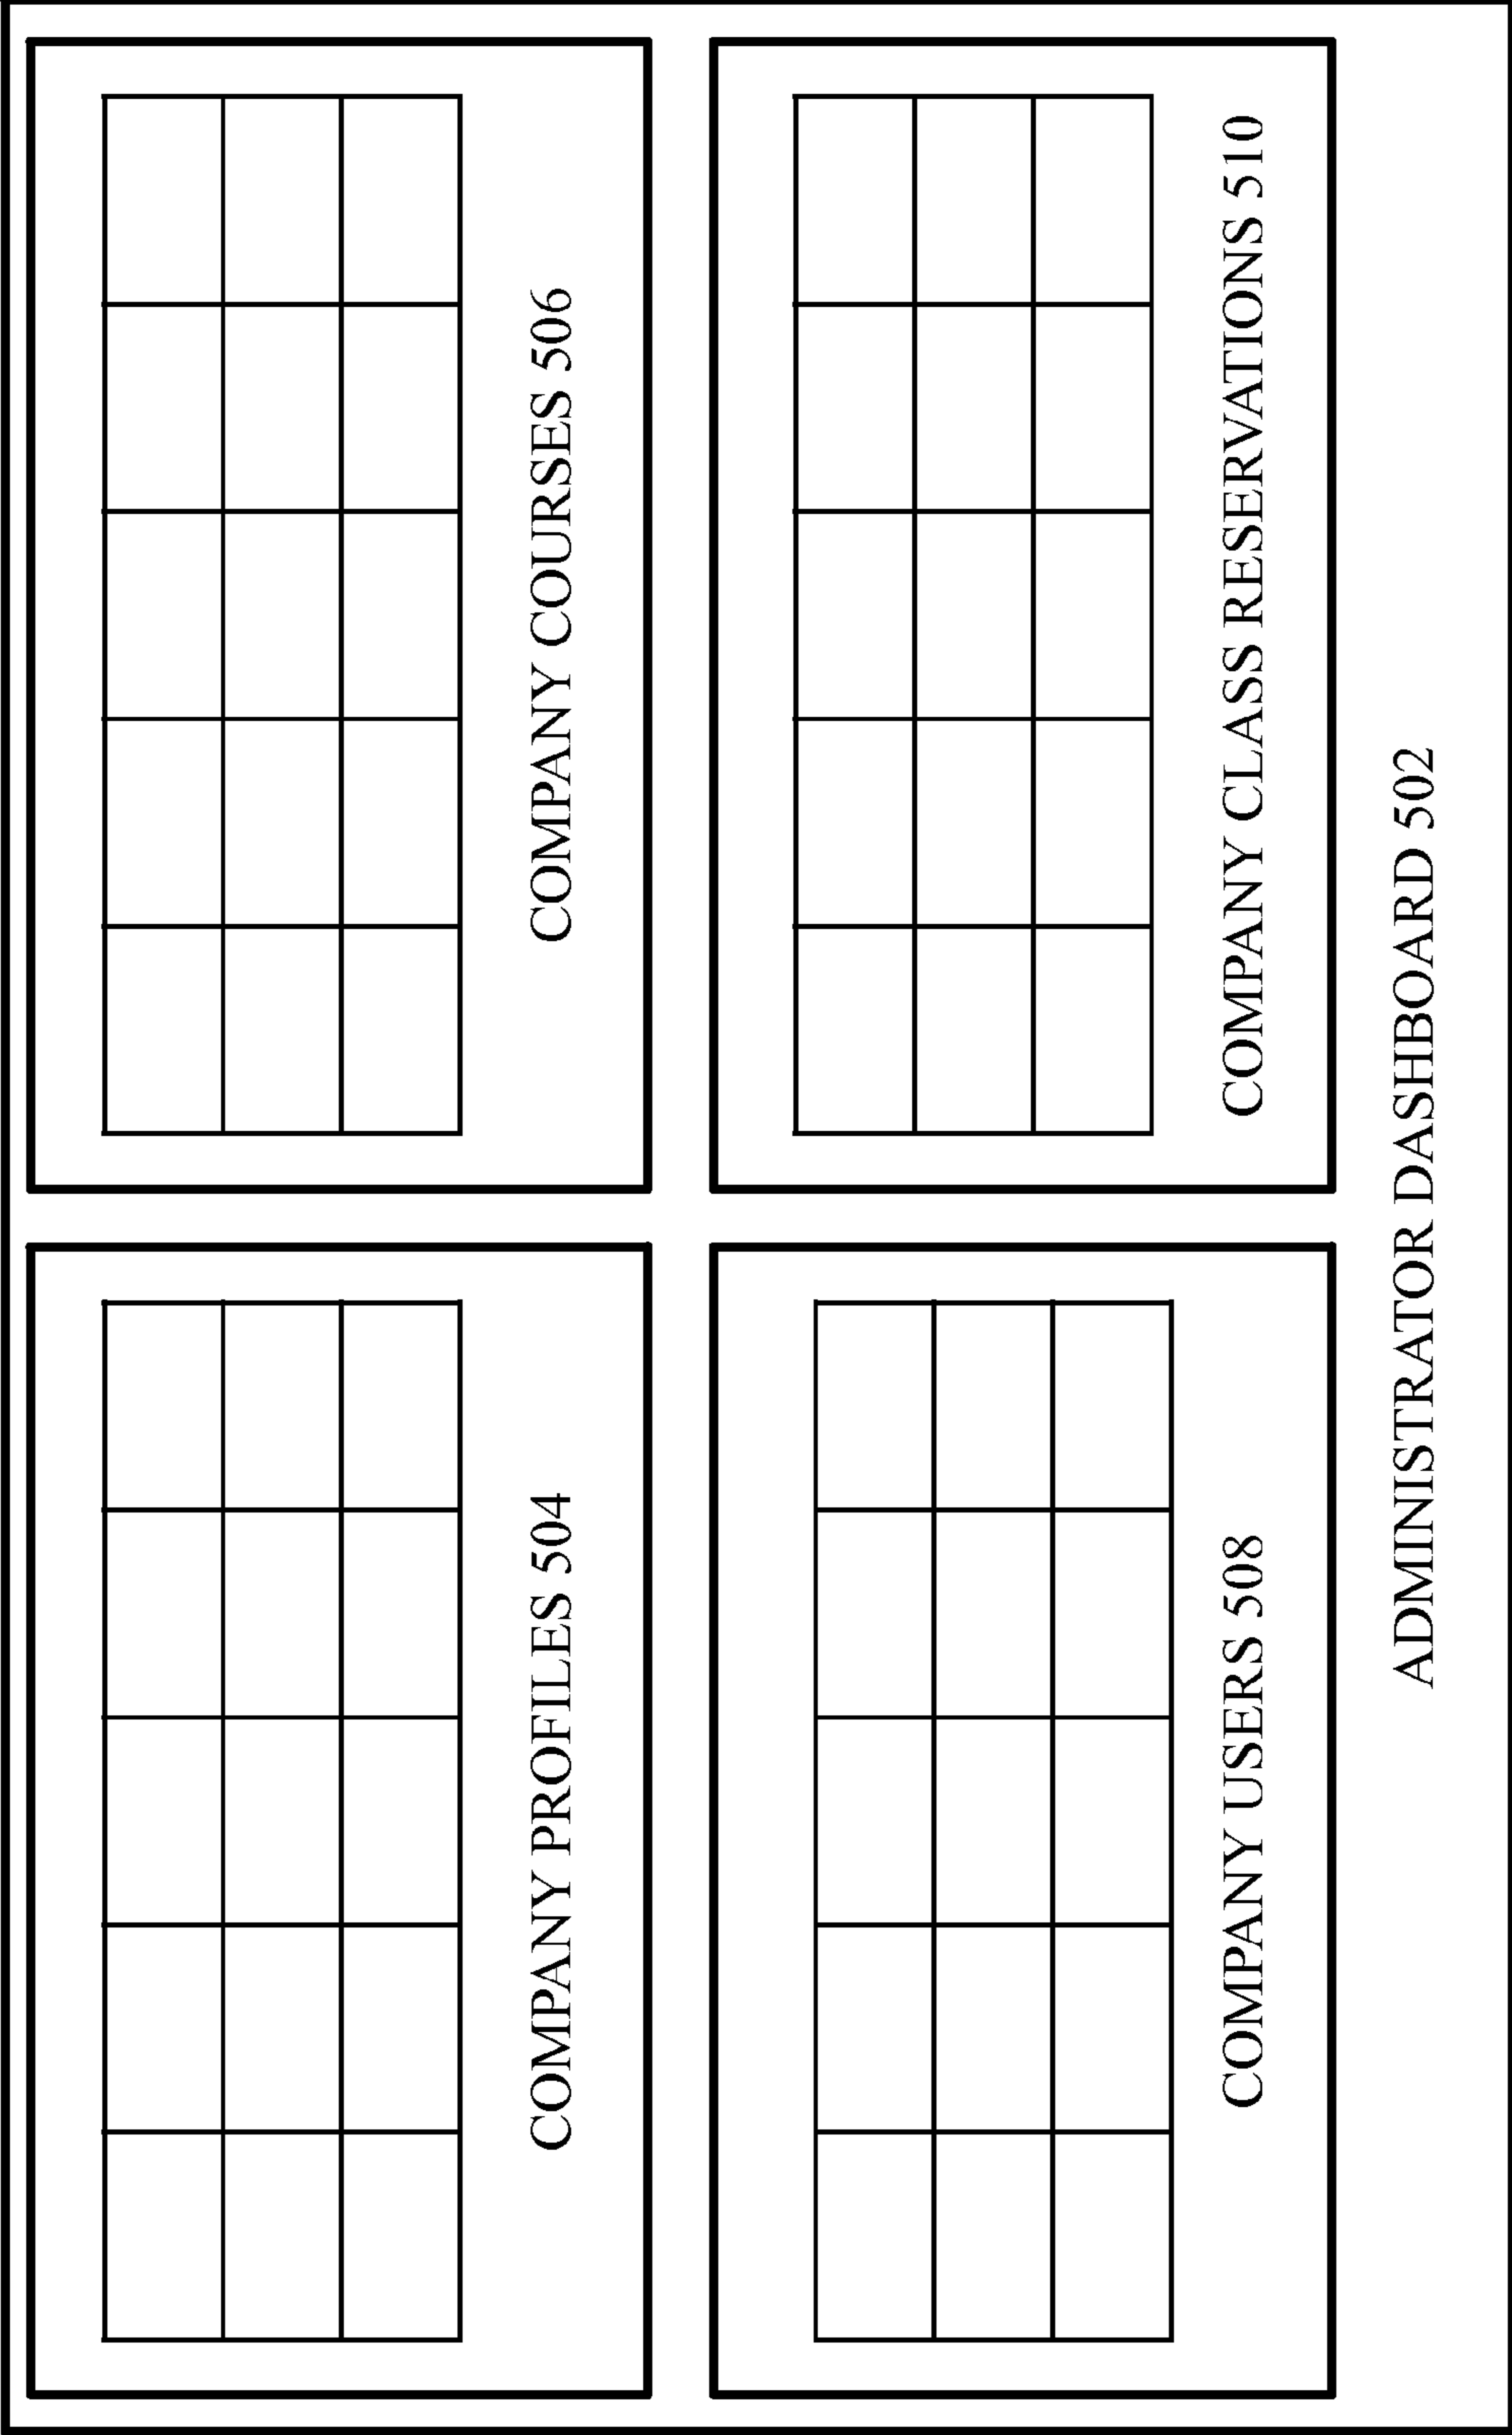 COMPANY PROFILES 504
COMPANY COURSES 506
COMPANY USERS 508
COMPANY CLASS RESERVATIONS 510
ADMINISTRATOR DASHBOARD 502